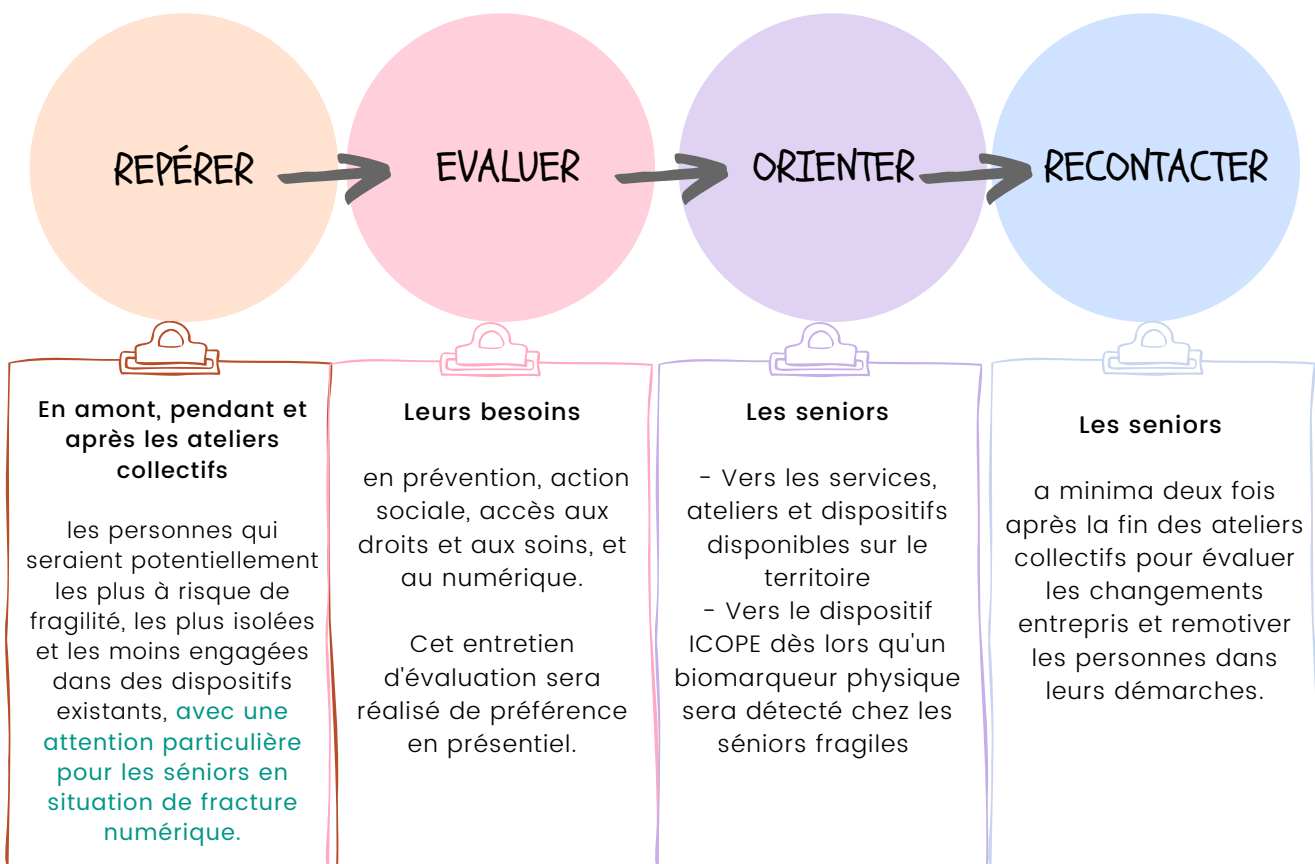 REPÉRER
EVALUER
ORIENTER
RECONTACTER
En amont, pendant et
après les ateliers
collectifs
les personnes qui
seraient potentiellement
les plus à risque de
fragilité, les plus isolées
et les moins engagées
dans des dispositifs
existants, avec une
attention particulière
pour les séniors en
situation de fracture
numérique.
Leurs besoins
en prévention, action
sociale, accès aux
droits et aux soins, et
au numérique.
Cet entretien
d'évaluation sera
réalisé de préférence
en présentiel.
Les seniors
- Vers les services,
ateliers et dispositifs
disponibles sur le
territoire
- Vers le dispositif
ICOPE dès lors qu'un
biomarqueur physique
sera détecté chez les
séniors fragiles
Les seniors
a minima deux fois
après la fin des ateliers
collectifs pour évaluer
les changements
entrepris et remotiver
les personnes dans
leurs démarches.